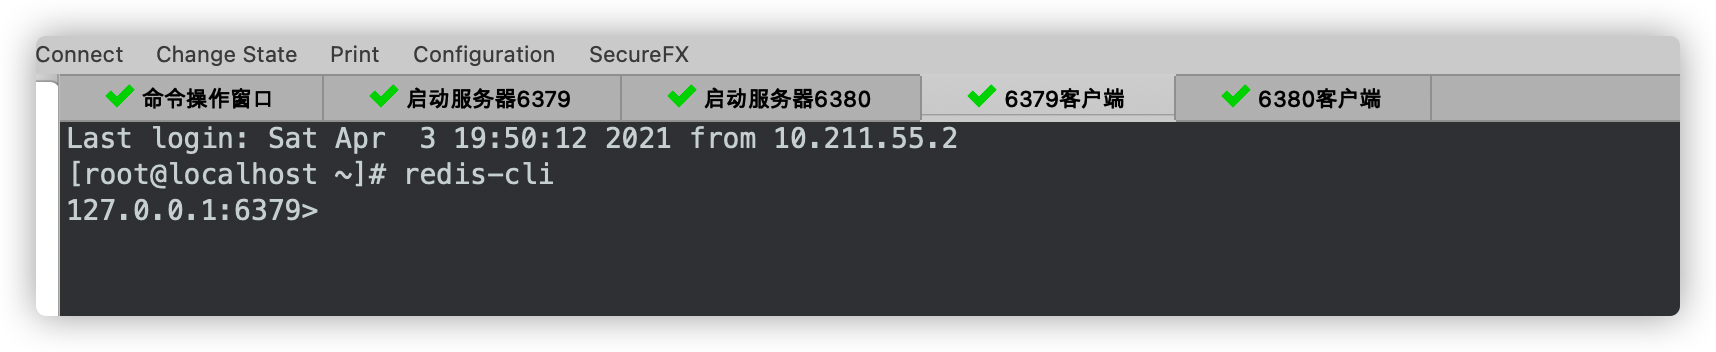 Connect Change State Print Configuration SecureFX
命令操作窗口 启动服务器6379 启动服务器6380 6379客户端 6380客户端
Last login: Sat Apr  3 19:50:12 2021 from 10.211.55.2
[root@localhost ~]# redis-cli
127.0.0.1:6379>